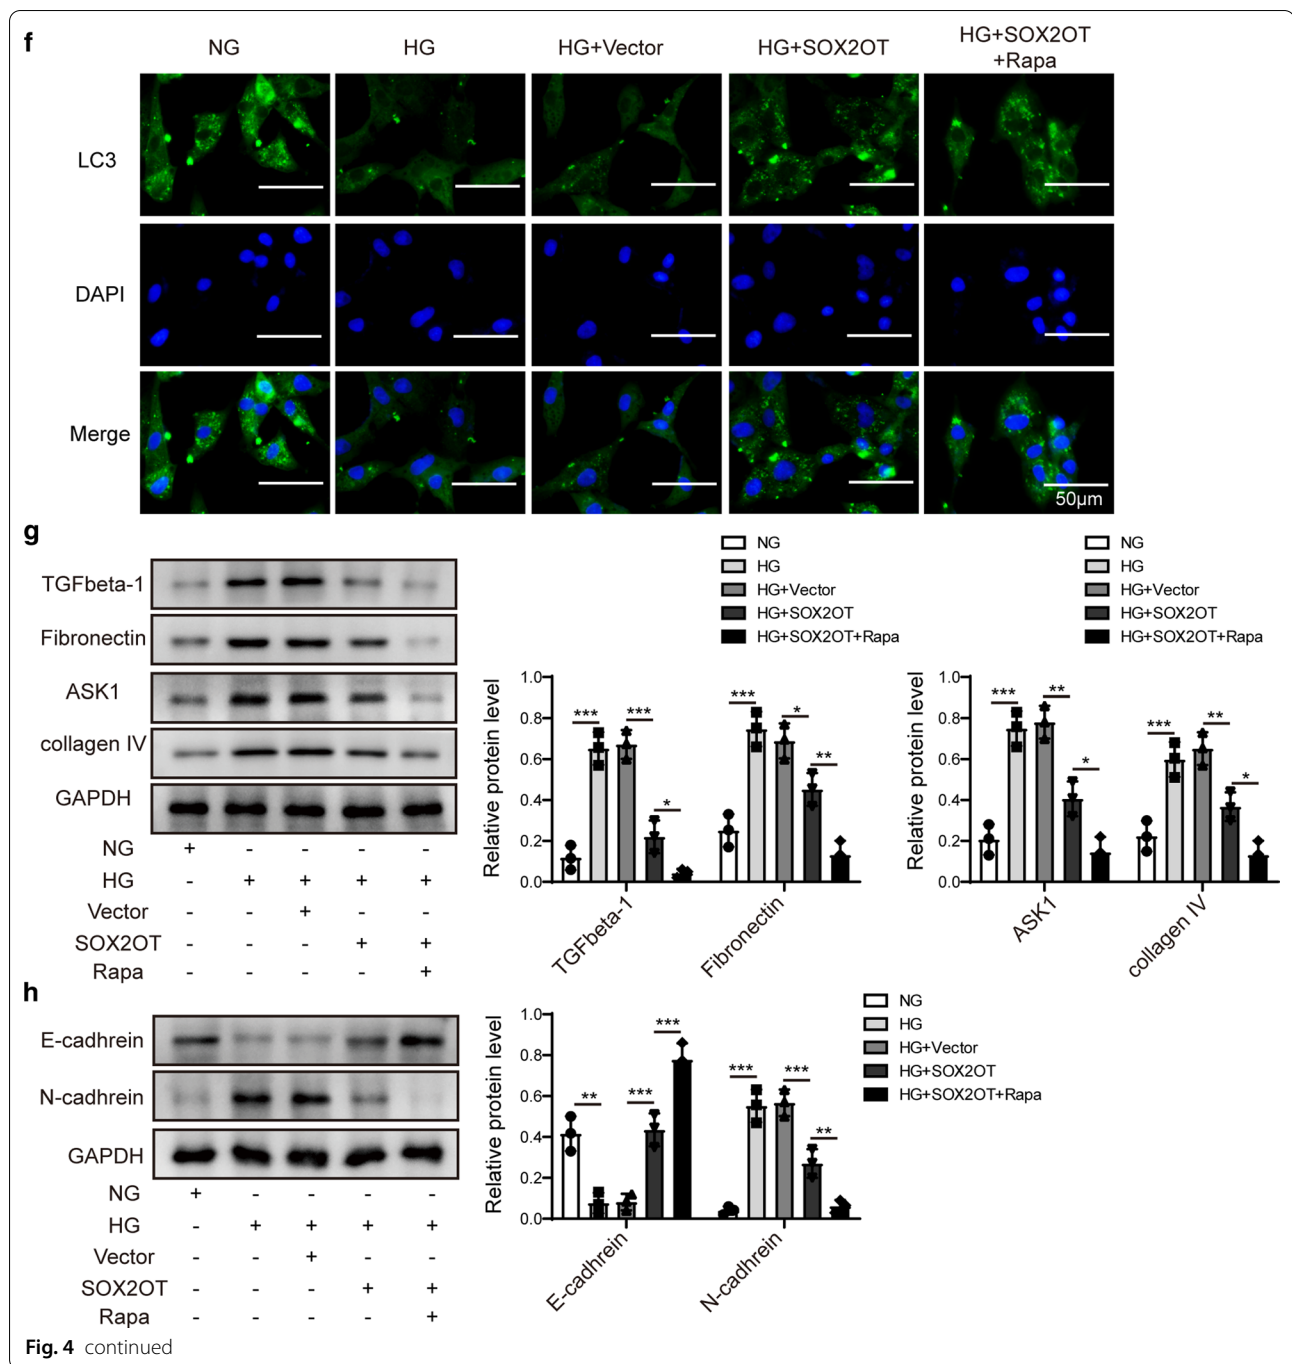 f
NG HG HG+Vector HG+SOX2OT HG+SOX2OT
+Rapa
LC3
DAPI
Merge
50μm
g
TGFbeta-1
Fibronectin
ASK1
collagen IV
GAPDH
NG + - - - -
HG - + + + +
Vector - - + - -
SOX2OT - - - + +
Rapa - - - - +
NG
HG
HG+Vector
HG+SOX2OT
HG+SOX2OT+Rapa
Relative protein level
1.0
0.8
0.6
0.4
0.2
0.0
*** *** * *** * **
TGFbeta-1 Fibronectin
NG
HG
HG+Vector
HG+SOX2OT
HG+SOX2OT+Rapa
Relative protein level
1.0
0.8
0.6
0.4
0.2
0.0
*** ** * *** ** *
ASK1 collagen IV
h
E-cadhrein
N-cadhrein
GAPDH
NG + - - - -
HG - + + + +
Vector - - + - -
SOX2OT - - - + +
Rapa - - - - +
Relative protein level
1.0
0.8
0.6
0.4
0.2
0.0
** *** *** *** *** **
E-cadhrein N-cadhrein
NG
HG
HG+Vector
HG+SOX2OT
HG+SOX2OT+Rapa
Fig. 4 continued